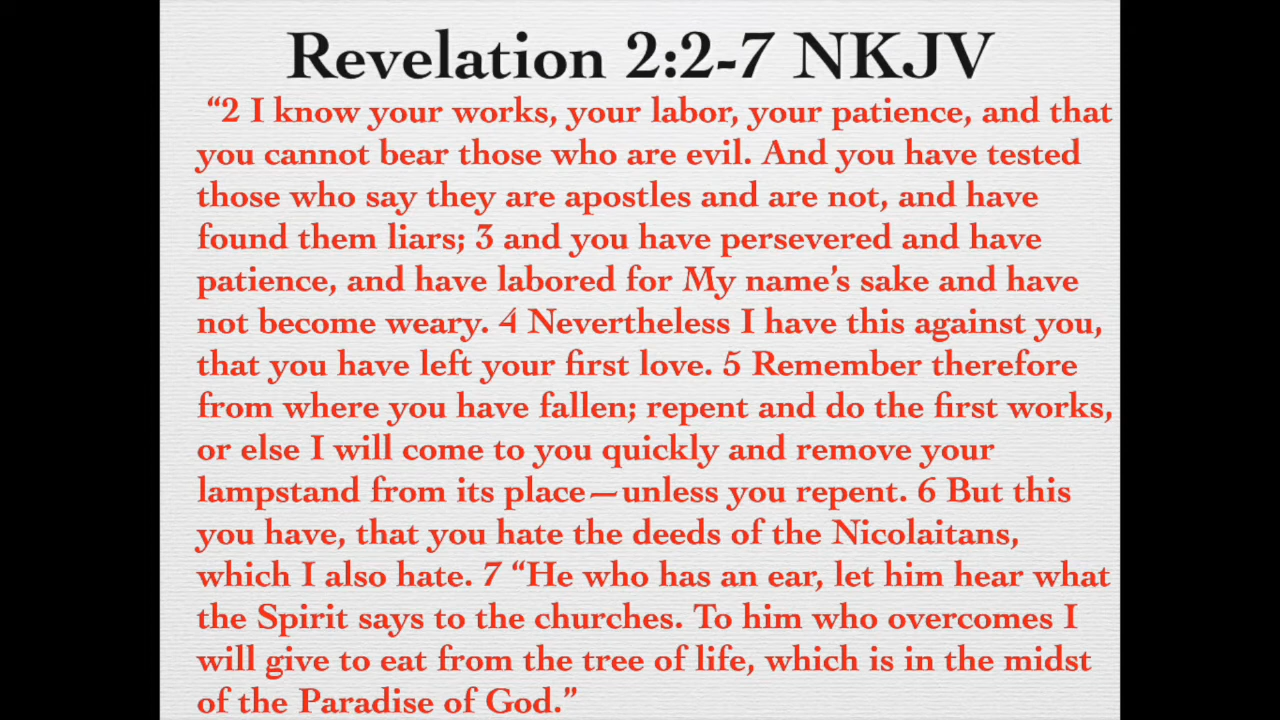 Revelation 2:2-7 NKJV
“2 I know your works, your labor, your patience, and that
you cannot bear those who are evil. And you have tested
those who say they are apostles and are not, and have
found them liars; 3 and you have persevered and have
patience, and have labored for My name’s sake and have
not become weary. 4 Nevertheless I have this against you,
that you have left your first love. 5 Remember therefore
from where you have fallen; repent and do the first works,
or else I will come to you quickly and remove your
lampstand from its place—unless you repent. 6 But this
you have, that you hate the deeds of the Nicolaitans,
which I also hate. 7 “He who has an ear, let him hear what
the Spirit says to the churches. To him who overcomes I
will give to eat from the tree of life, which is in the midst
of the Paradise of God.”